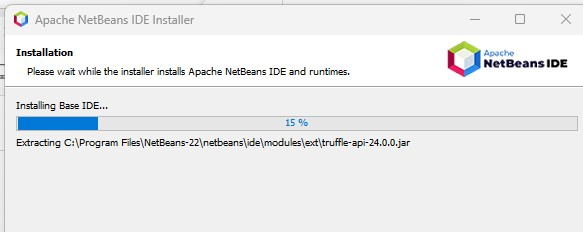 Apache NetBeans IDE Installer
Installation
Please wait while the installer installs Apache NetBeans IDE and runtimes.
Apache
NetBeans IDE
Installing Base IDE...
15 %
Extracting C:\Program Files\NetBeans-22\netbeans\ide\modules\ext\truffle-api-24.0.0.jar